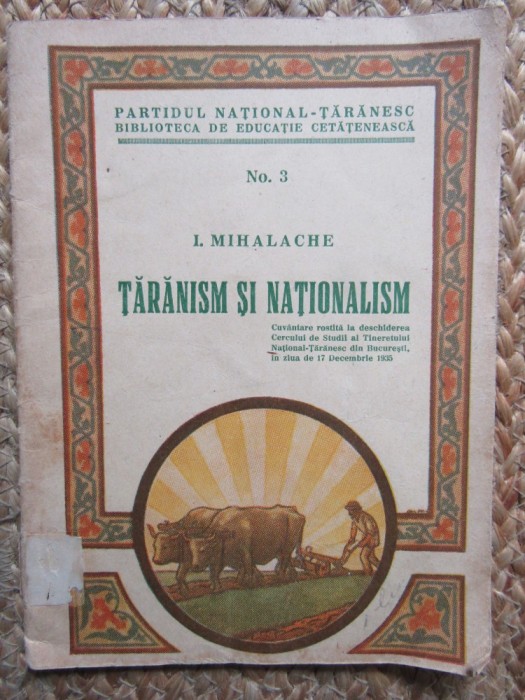 PARTIDUL NAȚIONAL-ȚĂRĂNESC
BIBLIOTECA DE EDUCAȚIE CETĂȚENEASCĂ
No. 3
I. MIHALACHE
ȚĂRĂNISM ȘI NAȚIONALISM
Cuvântare rostită la deschiderea
Cercului de Studii al Tineretului
Național-Țărănesc din București,
în ziua de 17 Decembrie 1935